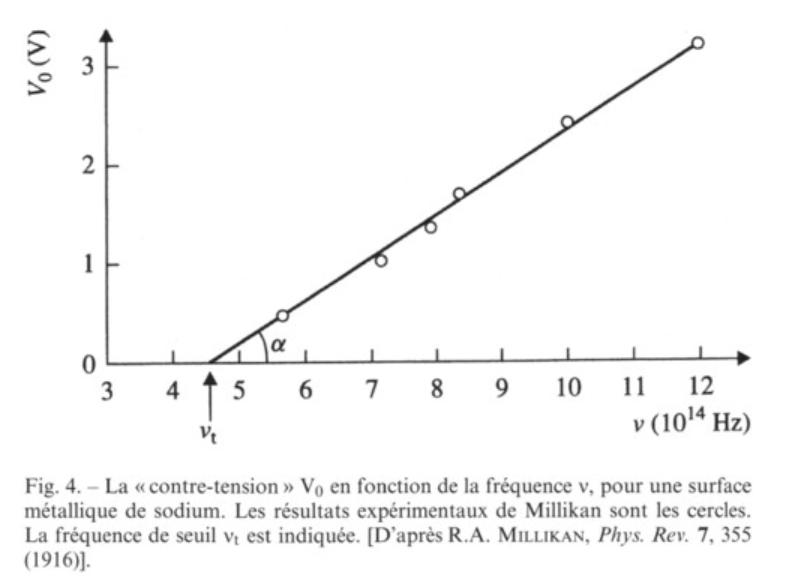 V₀ (V)
3
2
1
0
α
3 4 5 6 7 8 9 10 11 12
νₜ
ν (10¹⁴ Hz)
Fig. 4. – La « contre-tension » V₀ en fonction de la fréquence ν, pour une surface
métallique de sodium. Les résultats expérimentaux de Millikan sont les cercles.
La fréquence de seuil νₜ est indiquée. [D'après R.A. MILLIKAN, Phys. Rev. 7, 355
(1916)].